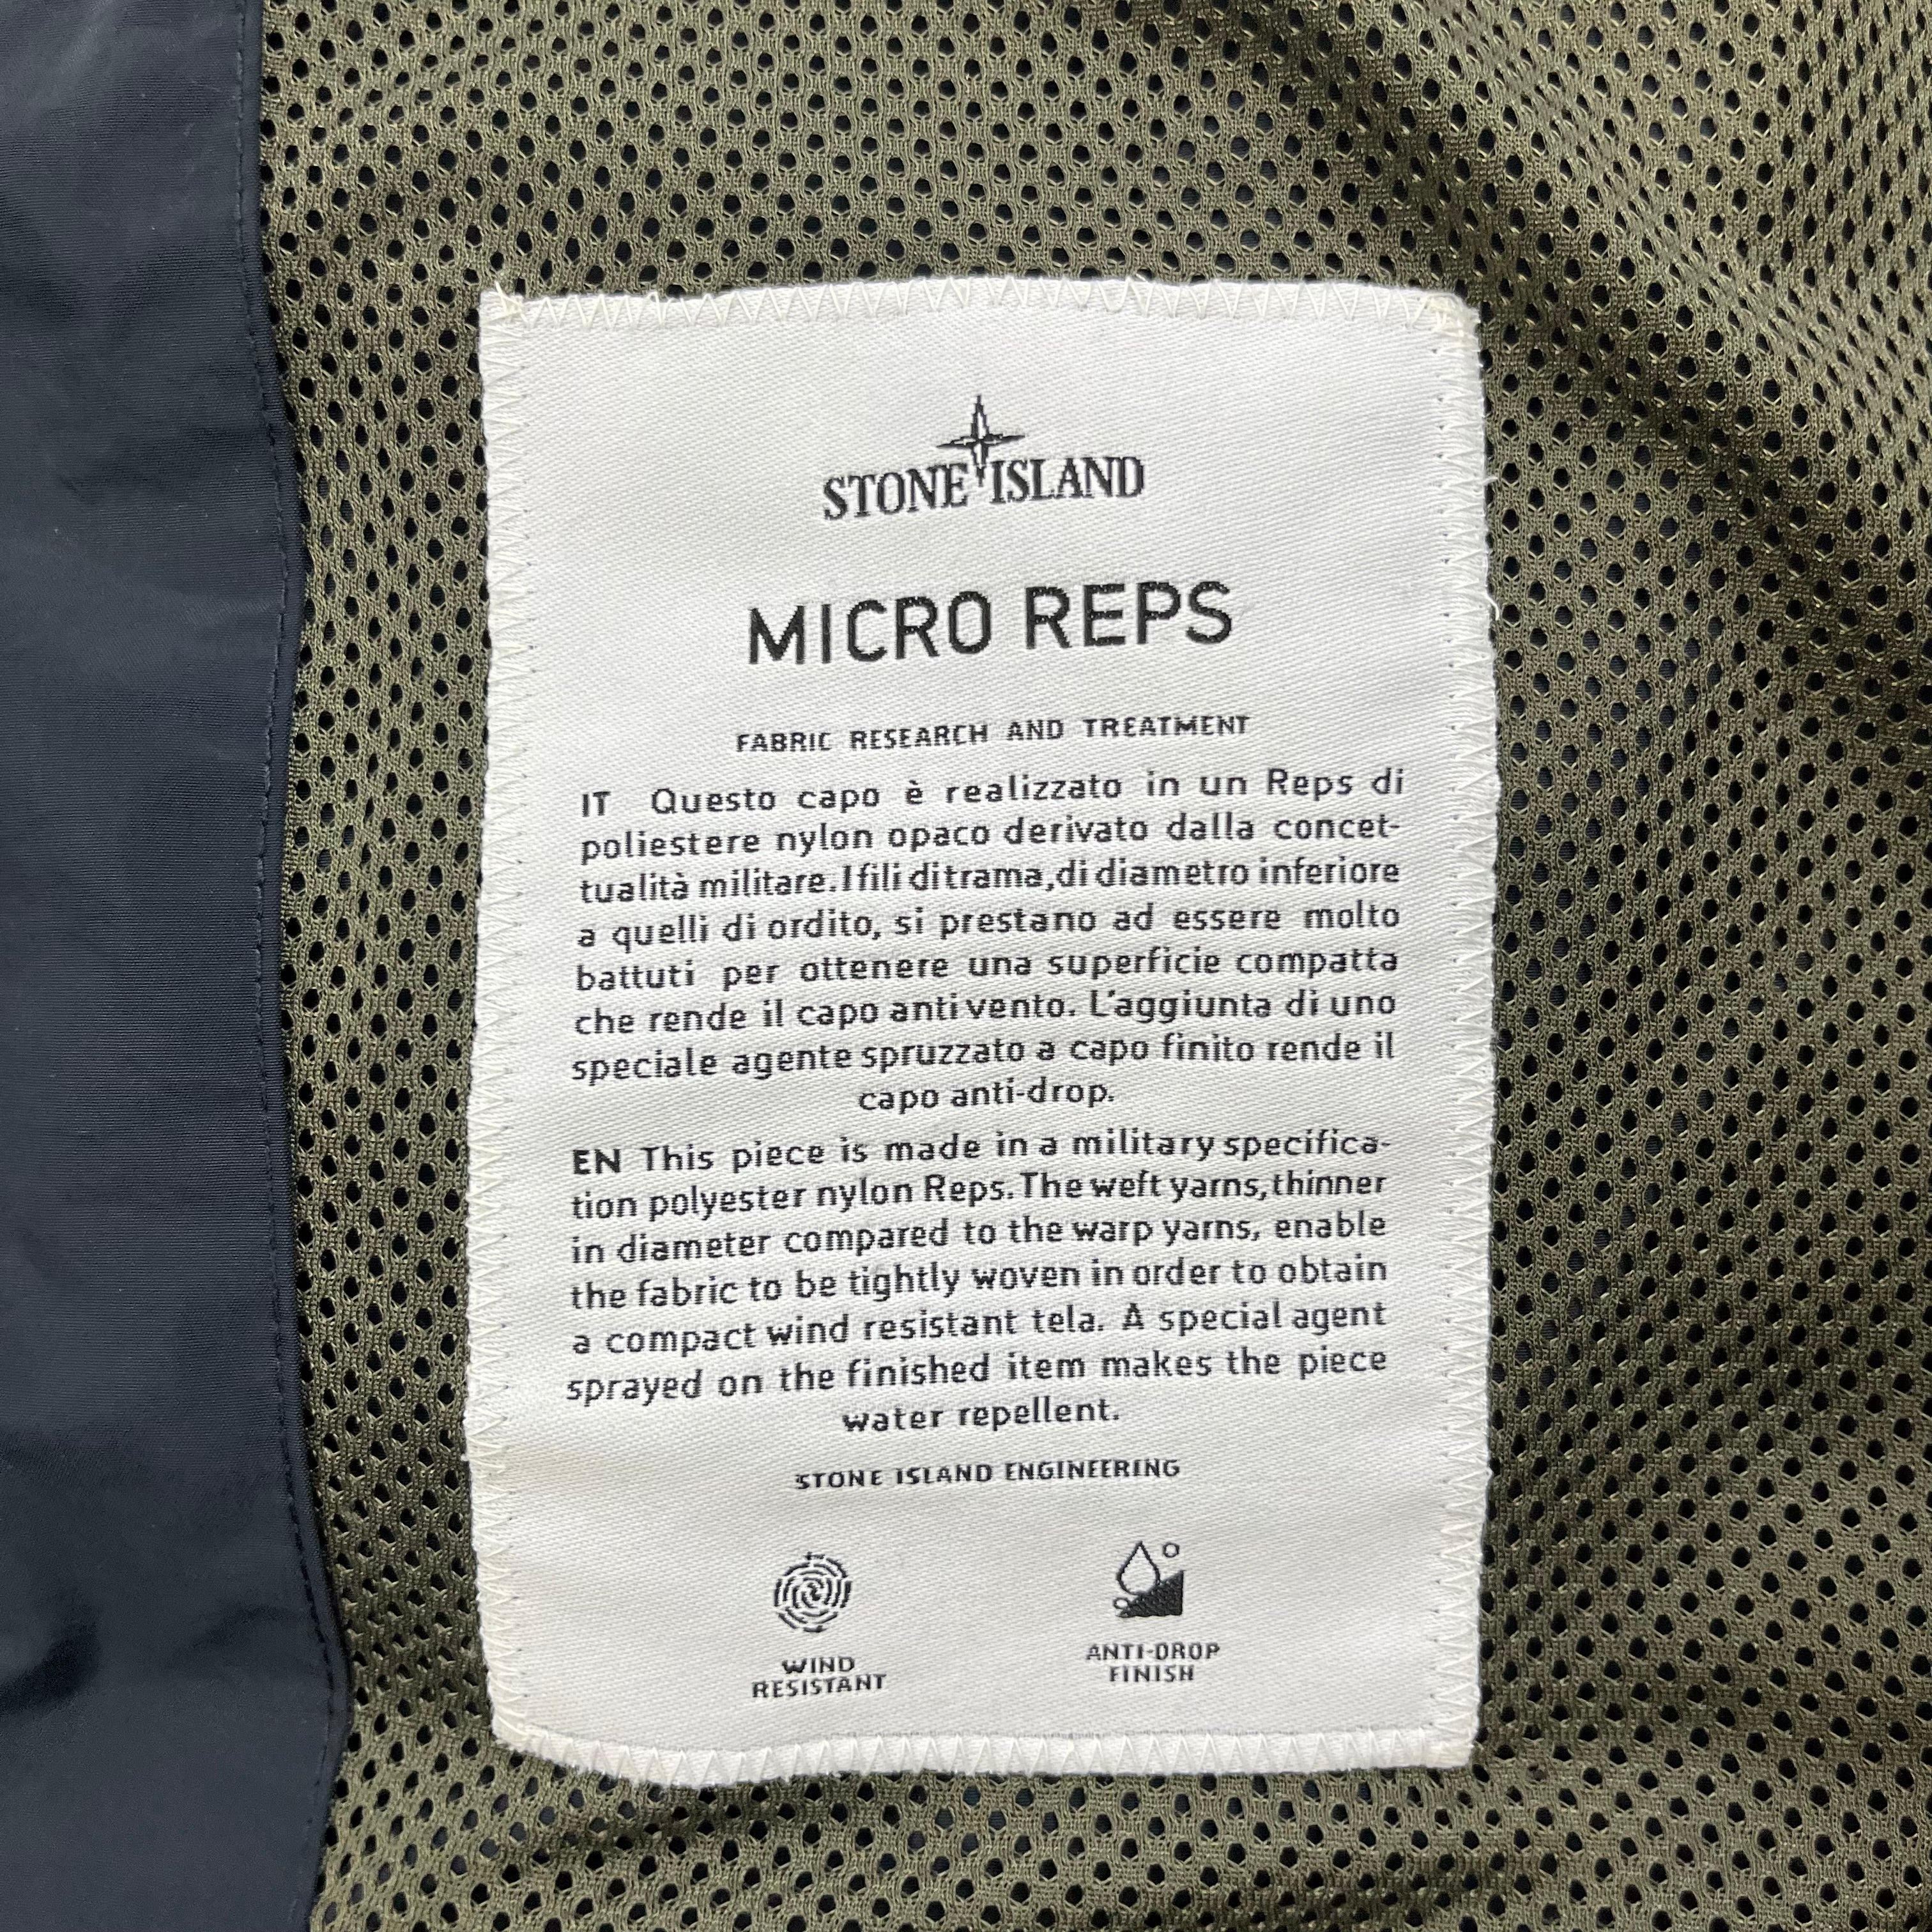 STONE ISLAND
MICRO REPS
FABRIC RESEARCH AND TREATMENT
IT Questo capo è realizzato in un Reps di
poliestere nylon opaco derivato dalla concet-
tualità militare. I fili di trama, di diametro inferiore
a quelli di ordito, si prestano ad essere molto
battuti per ottenere una superficie compatta
che rende il capo anti vento. L'aggiunta di uno
speciale agente spruzzato a capo finito rende il
capo anti-drop.
EN This piece is made in a military specifica-
tion polyester nylon Reps. The weft yarns, thinner
in diameter compared to the warp yarns, enable
the fabric to be tightly woven in order to obtain
a compact wind resistant tela. A special agent
sprayed on the finished item makes the piece
water repellent.
STONE ISLAND ENGINEERING
WIND
RESISTANT
ANTI-DROP
FINISH